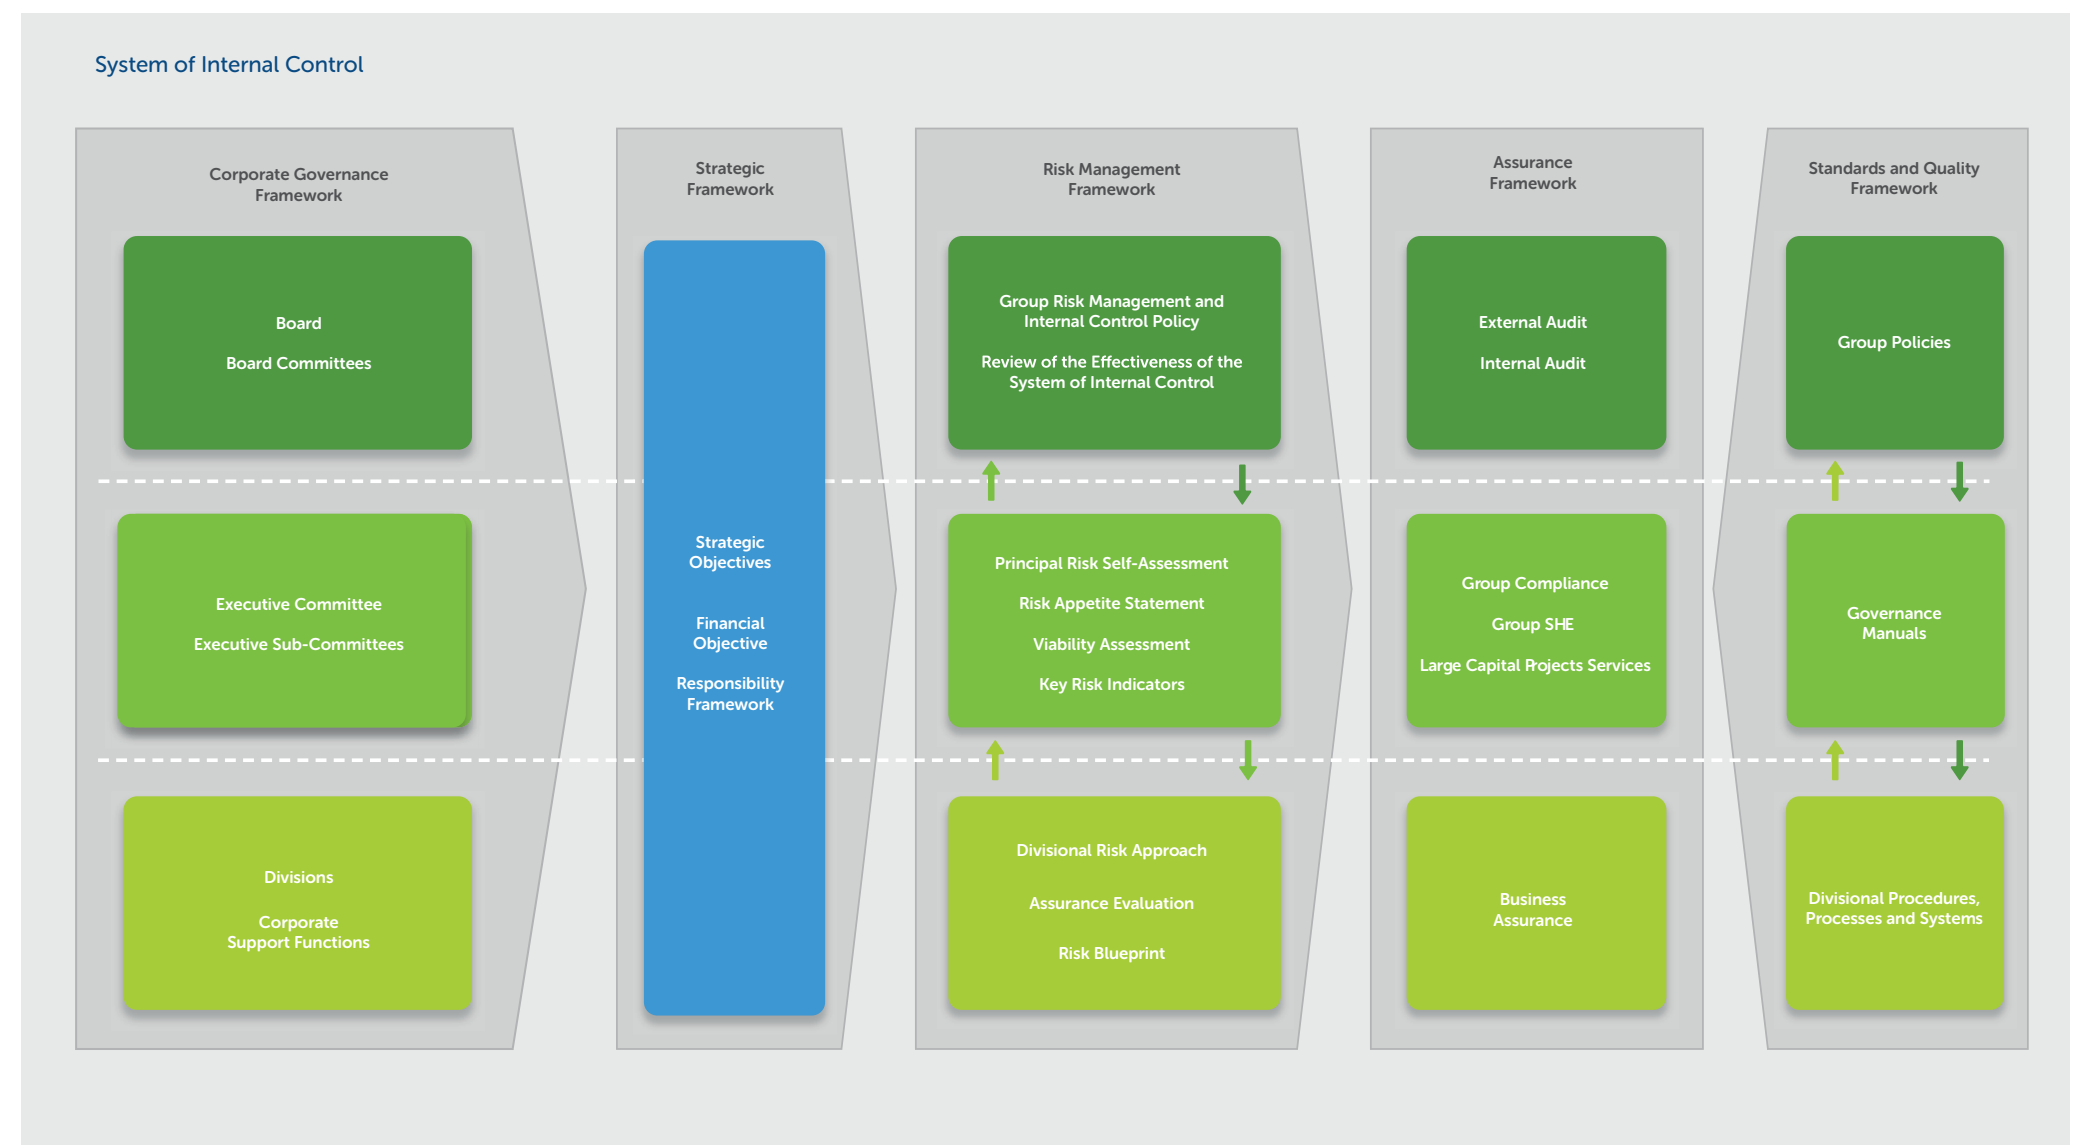 System of Internal Control
Corporate Governance
Framework
Board
Board Committees
Executive Committee
Executive Sub-Committees
Divisions
Corporate
Support Functions
Strategic
Framework
Strategic
Objectives
Financial
Objective
Responsibility
Framework
Risk Management
Framework
Group Risk Management and
Internal Control Policy
Review of the Effectiveness of the
System of Internal Control
Principal Risk Self-Assessment
Risk Appetite Statement
Viability Assessment
Key Risk Indicators
Divisional Risk Approach
Assurance Evaluation
Risk Blueprint
Assurance
Framework
External Audit
Internal Audit
Group Compliance
Group SHE
Large Capital Projects Services
Business
Assurance
Standards and Quality
Framework
Group Policies
Governance
Manuals
Divisional Procedures,
Processes and Systems